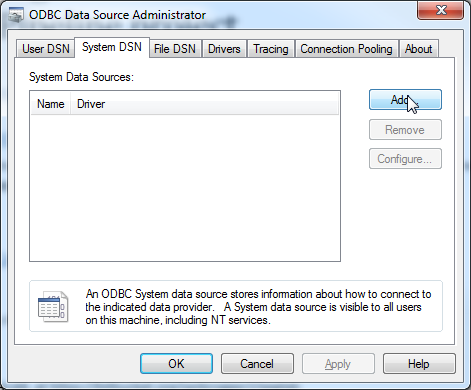 ODBC Data Source Administrator
User DSN System DSN File DSN Drivers Tracing Connection Pooling About
System Data Sources:
Name Driver
Add...
Remove
Configure...
An ODBC System data source stores information about how to connect to
the indicated data provider. A System data source is visible to all users
on this machine, including NT services.
OK Cancel Apply Help